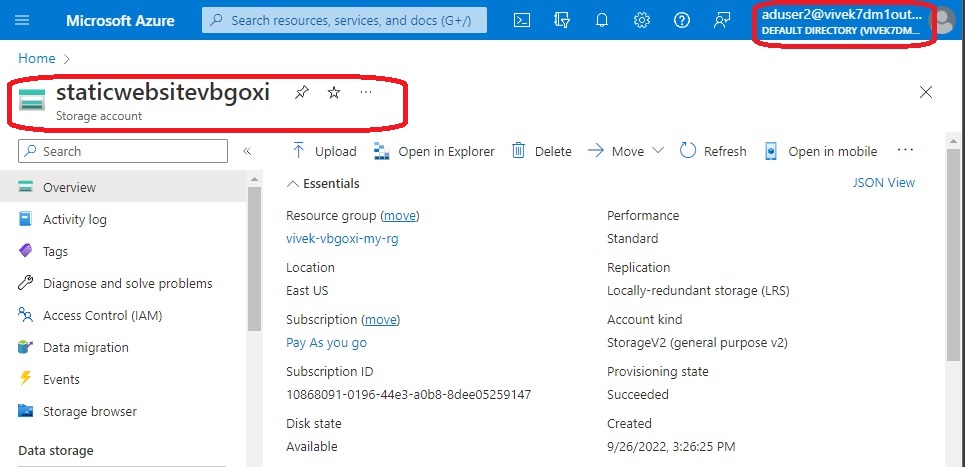 Microsoft Azure
Search resources, services, and docs (G+/)
aduser2@vivek7dm1out...
DEFAULT DIRECTORY (VIVEK7DM...
Home
staticwebsitevbgoxi
Storage account
Search
Upload Open in Explorer Delete Move Refresh Open in mobile
Overview
Activity log
Tags
Diagnose and solve problems
Access Control (IAM)
Data migration
Events
Storage browser
Data storage
Essentials
JSON View
Resource group (move)
vivek-vbgoxi-my-rg
Location
East US
Subscription (move)
Pay As you go
Subscription ID
10868091-0196-44e3-a0b8-8dee05259147
Disk state
Available
Performance
Standard
Replication
Locally-redundant storage (LRS)
Account kind
StorageV2 (general purpose v2)
Provisioning state
Succeeded
Created
9/26/2022, 3:26:25 PM